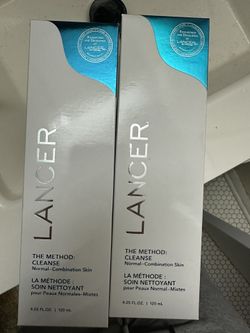 LANCER
THE METHOD:
CLEANSE
Normal-Combination Skin
LA MÉTHODE:
SOIN NETTOYANT
pour Peaux Normales-Mixtes
4.05 FL OZ | 120 mL
LANCER
THE METHOD:
CLEANSE
Normal-Combination Skin
LA MÉTHODE :
SOIN NETTOYANT
pour Peaux Normales-Mixtes
4.05 FL OZ | 120 mL